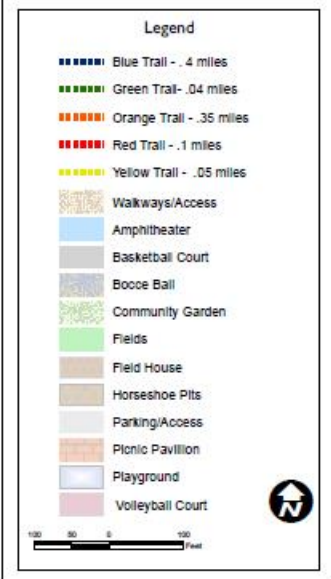 Legend
Blue Trail - . 4 miles
Green Trail- .04 miles
Orange Trail - .35 miles
Red Trail - .1 miles
Yellow Trail - .05 miles
Walkways/Access
Amphitheater
Basketball Court
Bocce Ball
Community Garden
Fields
Field House
Horseshoe Pits
Parking/Access
Picnic Pavillion
Playground
Volleyball Court
N
100 50 0 100
Feet